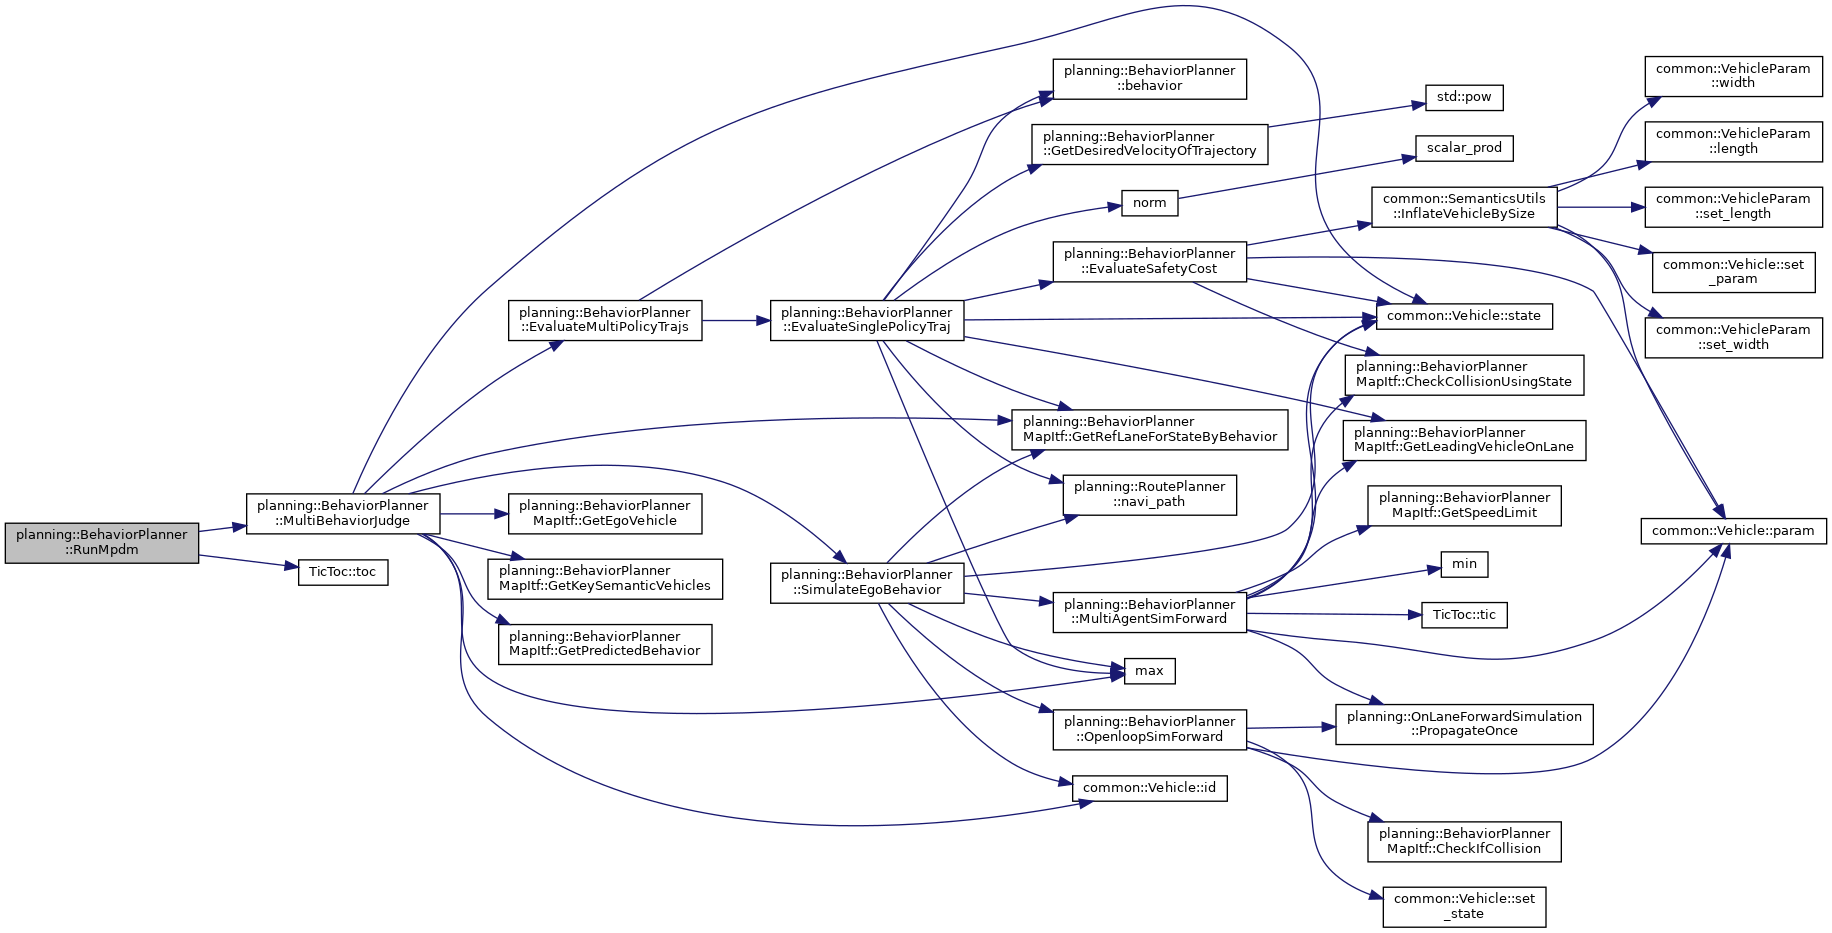 planning::BehaviorPlanner
::RunMpdm
planning::BehaviorPlanner
::MultiBehaviorJudge
TicToc::toc
planning::BehaviorPlanner
::EvaluateMultiPolicyTrajs
planning::BehaviorPlanner
MapItf::GetEgoVehicle
planning::BehaviorPlanner
MapItf::GetKeySemanticVehicles
planning::BehaviorPlanner
MapItf::GetPredictedBehavior
planning::BehaviorPlanner
::EvaluateSinglePolicyTraj
planning::BehaviorPlanner
::SimulateEgoBehavior
planning::BehaviorPlanner
::behavior
planning::BehaviorPlanner
::GetDesiredVelocityOfTrajectory
norm
planning::BehaviorPlanner
::EvaluateSafetyCost
planning::BehaviorPlanner
MapItf::GetRefLaneForStateByBehavior
planning::RoutePlanner
::navi_path
planning::BehaviorPlanner
::MultiAgentSimForward
max
planning::BehaviorPlanner
::OpenloopSimForward
common::Vehicle::id
std::pow
scalar_prod
common::SemanticsUtils
::InflateVehicleBySize
common::Vehicle::state
planning::BehaviorPlanner
MapItf::CheckCollisionUsingState
planning::BehaviorPlanner
MapItf::GetLeadingVehicleOnLane
planning::BehaviorPlanner
MapItf::GetSpeedLimit
min
TicToc::tic
planning::OnLaneForwardSimulation
::PropagateOnce
planning::BehaviorPlanner
MapItf::CheckIfCollision
common::Vehicle::set
_state
common::VehicleParam
::width
common::VehicleParam
::length
common::VehicleParam
::set_length
common::Vehicle::set
_param
common::VehicleParam
::set_width
common::Vehicle::param